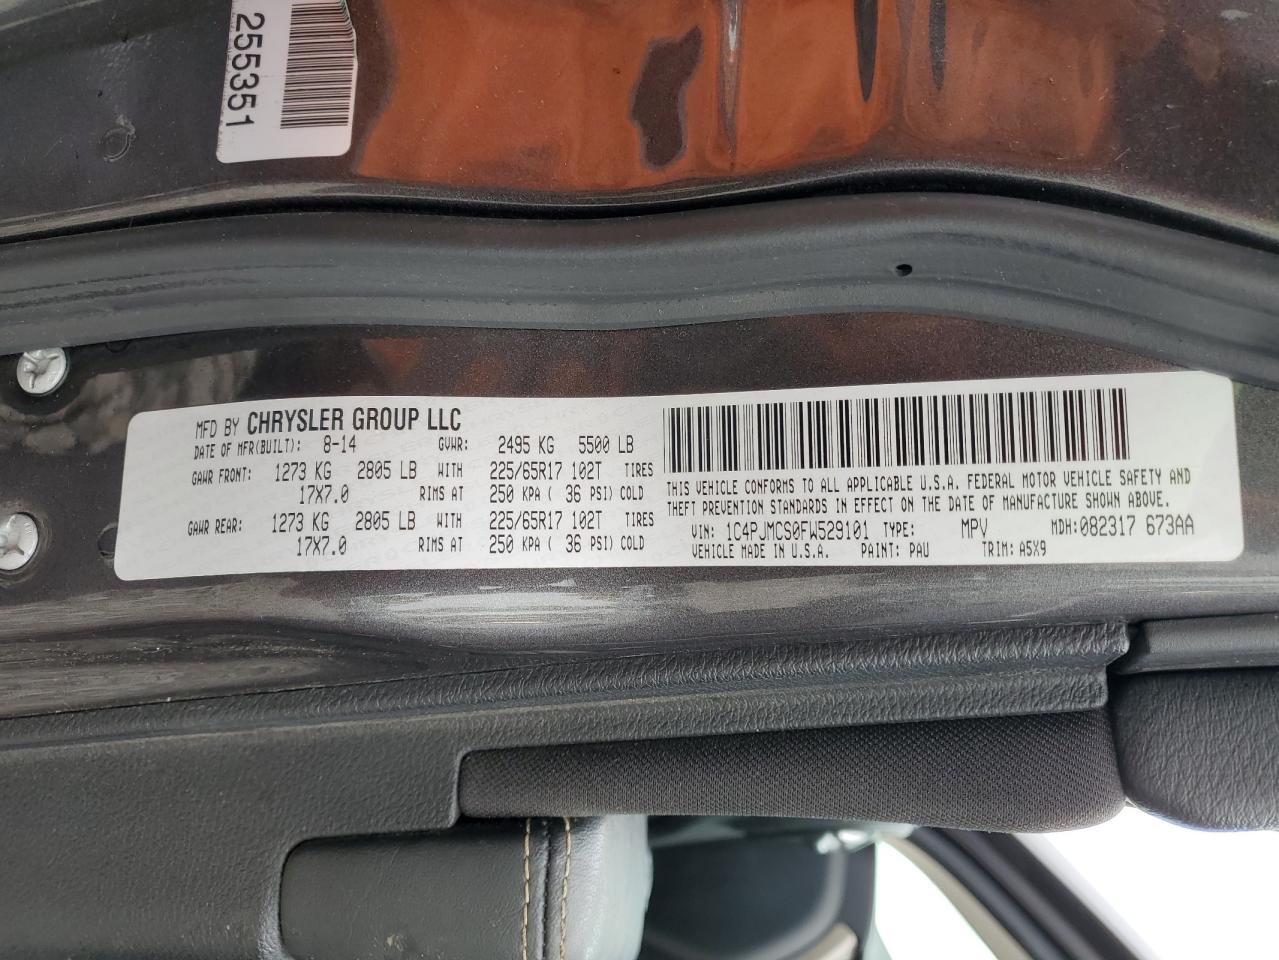 255351
MFD BY CHRYSLER GROUP LLC
DATE OF MFR(BUILT): 8-14 GVWR: 2495 KG 5500 LB
GAWR FRONT: 1273 KG 2805 LB WITH 225/65R17 102T TIRES
17X7.0 RIMS AT 250 KPA ( 36 PSI) COLD
GAWR REAR: 1273 KG 2805 LB WITH 225/65R17 102T TIRES
17X7.0 RIMS AT 250 KPA ( 36 PSI) COLD
THIS VEHICLE CONFORMS TO ALL APPLICABLE U.S.A. FEDERAL MOTOR VEHICLE SAFETY AND
THEFT PREVENTION STANDARDS IN EFFECT ON THE DATE OF MANUFACTURE SHOWN ABOVE.
VIN: 1C4PJMCS0FW529101 TYPE: MPV MDH:082317 673AA
VEHICLE MADE IN U.S.A. PAINT: PAU TRIM: A5X9